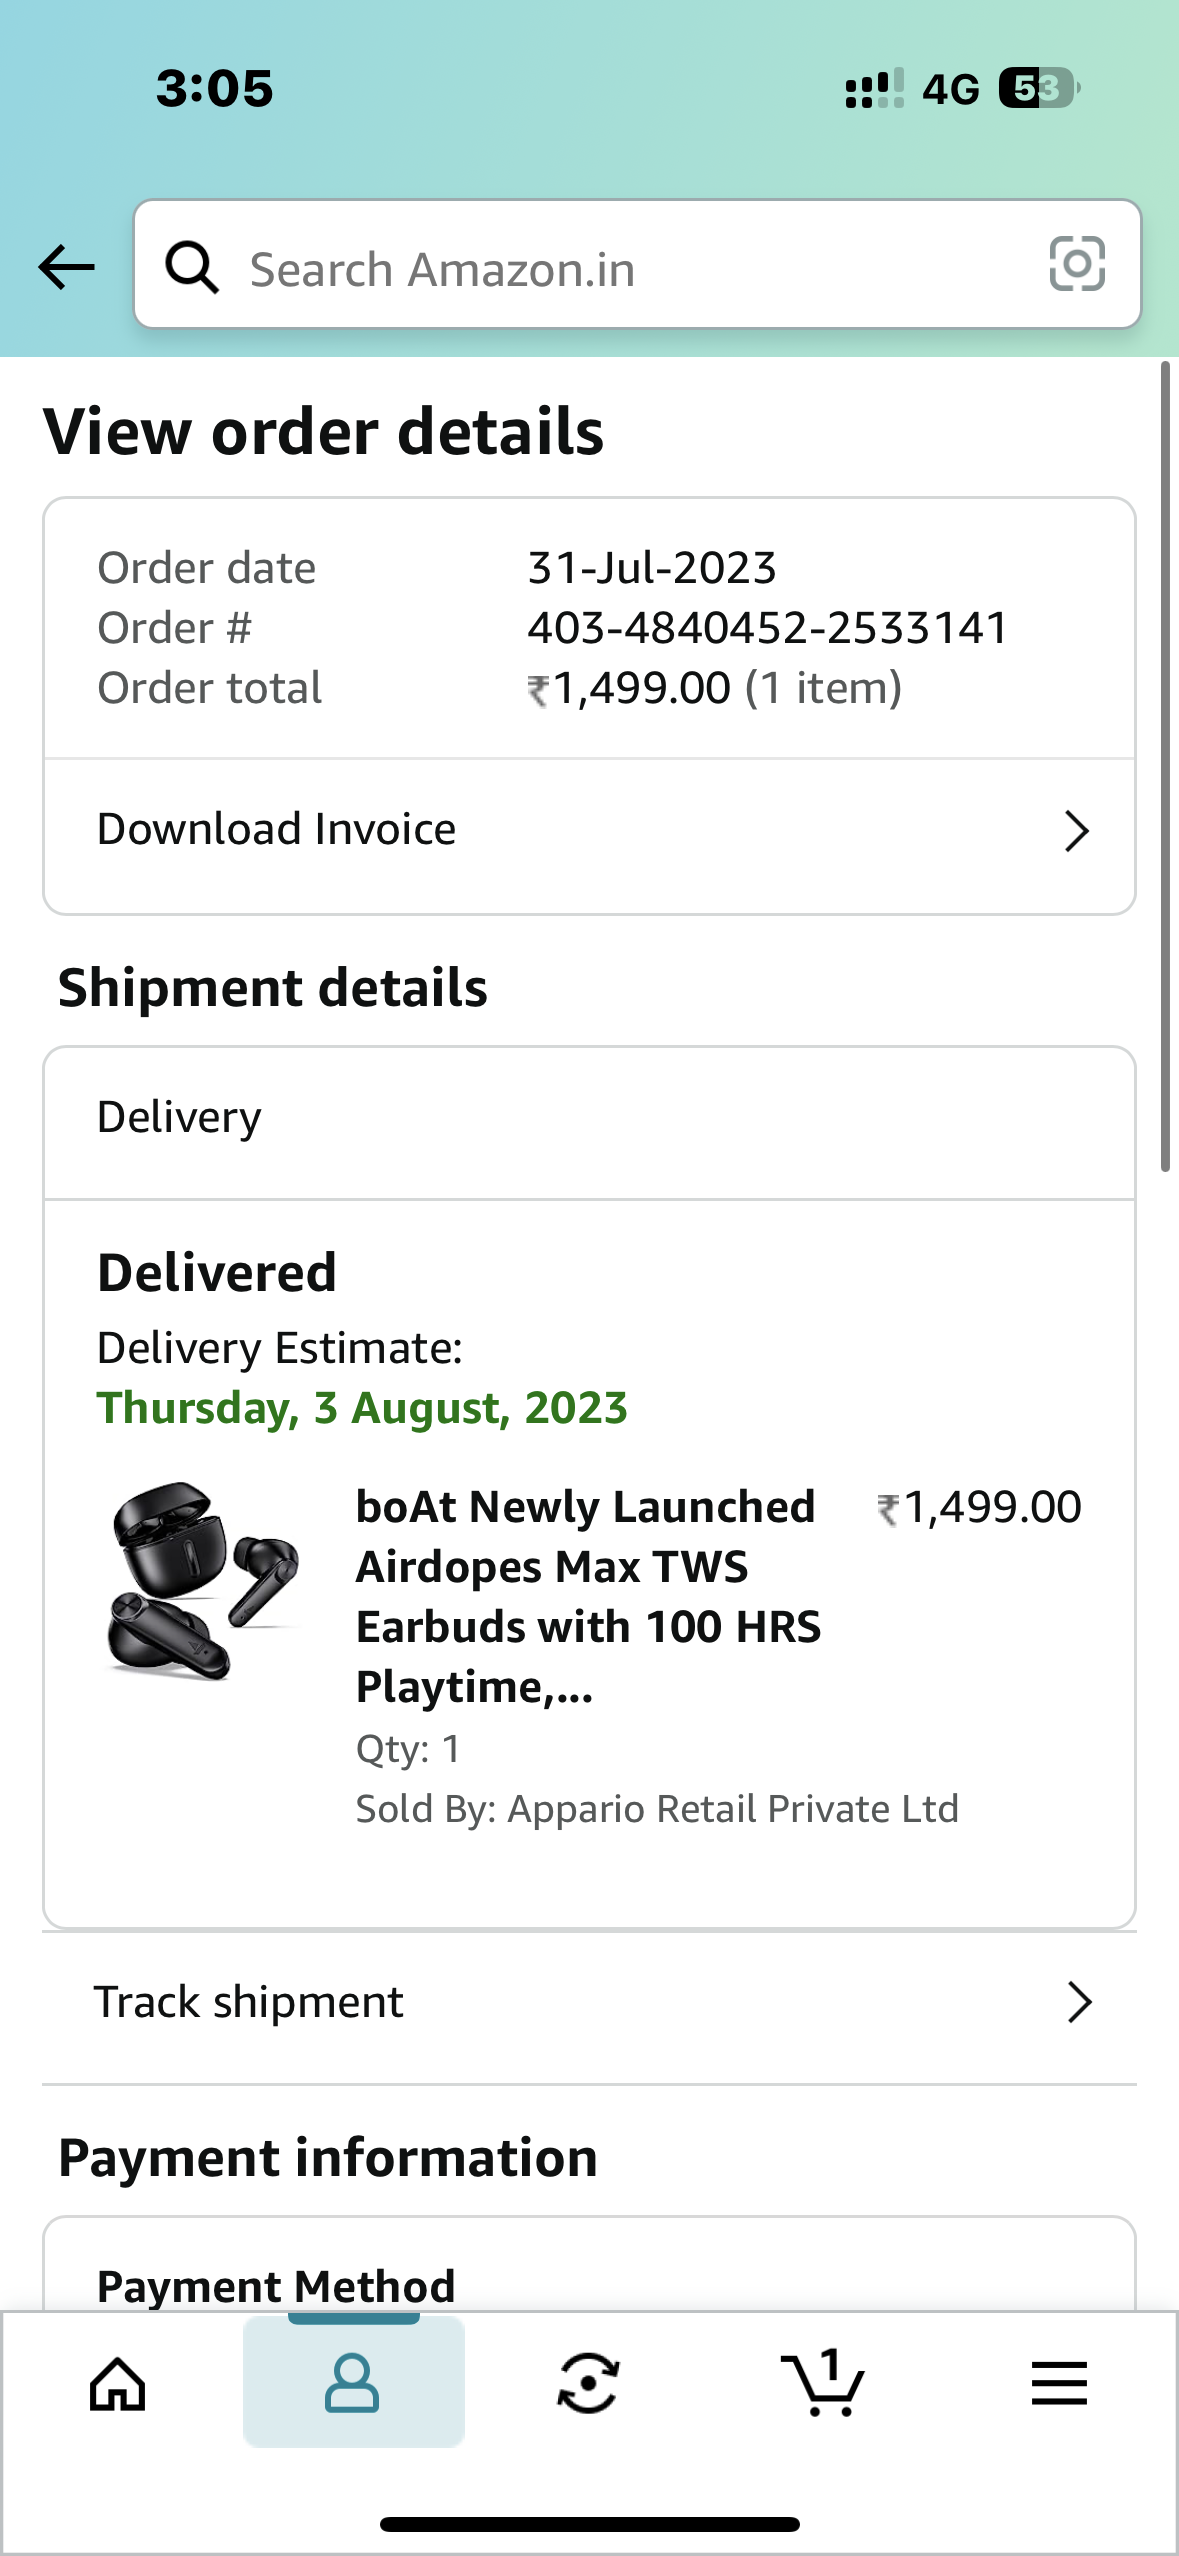 3:05
4G 53
Search Amazon.in
View order details
Order date 31-Jul-2023
Order # 403-4840452-2533141
Order total ₹1,499.00 (1 item)
Download Invoice
Shipment details
Delivery
Delivered
Delivery Estimate:
Thursday, 3 August, 2023
boAt Newly Launched ₹1,499.00
Airdopes Max TWS
Earbuds with 100 HRS
Playtime,...
Qty: 1
Sold By: Appario Retail Private Ltd
Track shipment
Payment information
Payment Method
1